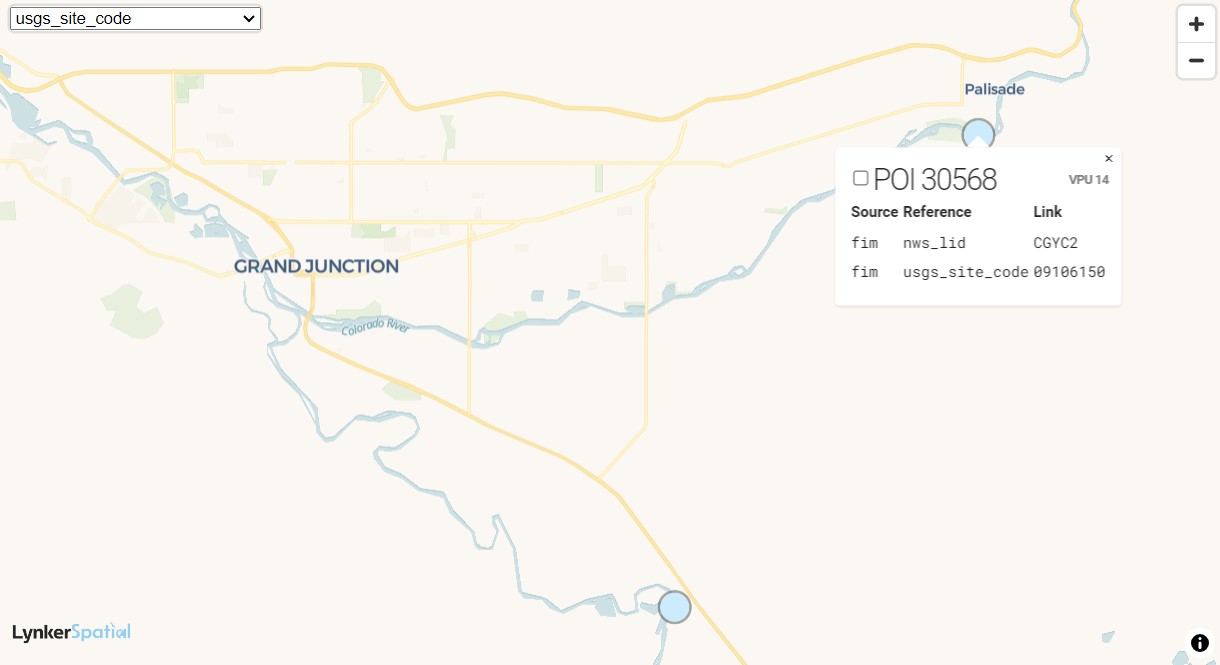 usgs_site_code
+
−
Palisade
×
POI 30568 VPU 14
Source Reference Link
fim nws_lid CGYC2
fim usgs_site_code 09106150
GRAND JUNCTION
Colorado River
LynkerSpatial
i